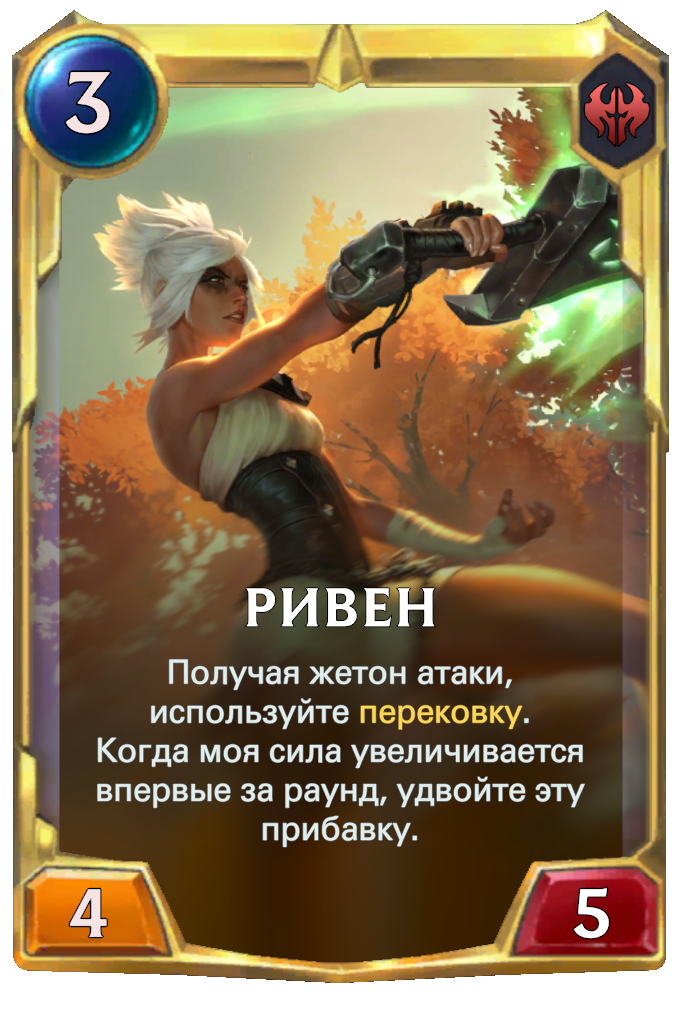 3
РИВЕН
Получая жетон атаки,
используйте перековку.
Когда моя сила увеличивается
впервые за раунд, удвойте эту
прибавку.
4
5